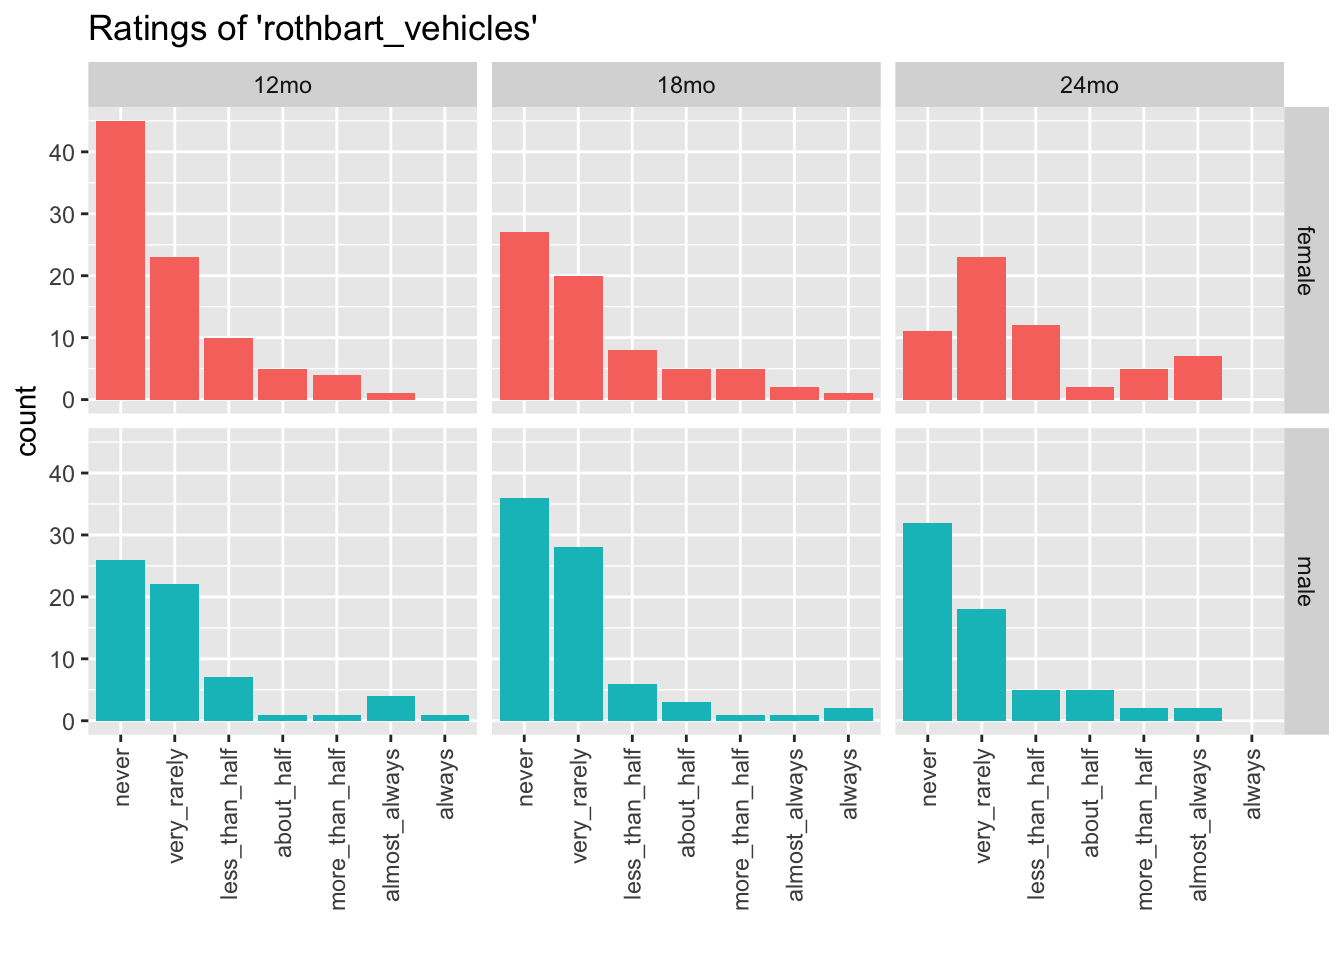 Ratings of 'rothbart_vehicles'
12mo
18mo
24mo
40
30
20
10
0
female
count
40
30
20
10
0
male
never
very_rarely
less_than_half
about_half
more_than_half
almost_always
always
never
very_rarely
less_than_half
about_half
more_than_half
almost_always
always
never
very_rarely
less_than_half
about_half
more_than_half
almost_always
always